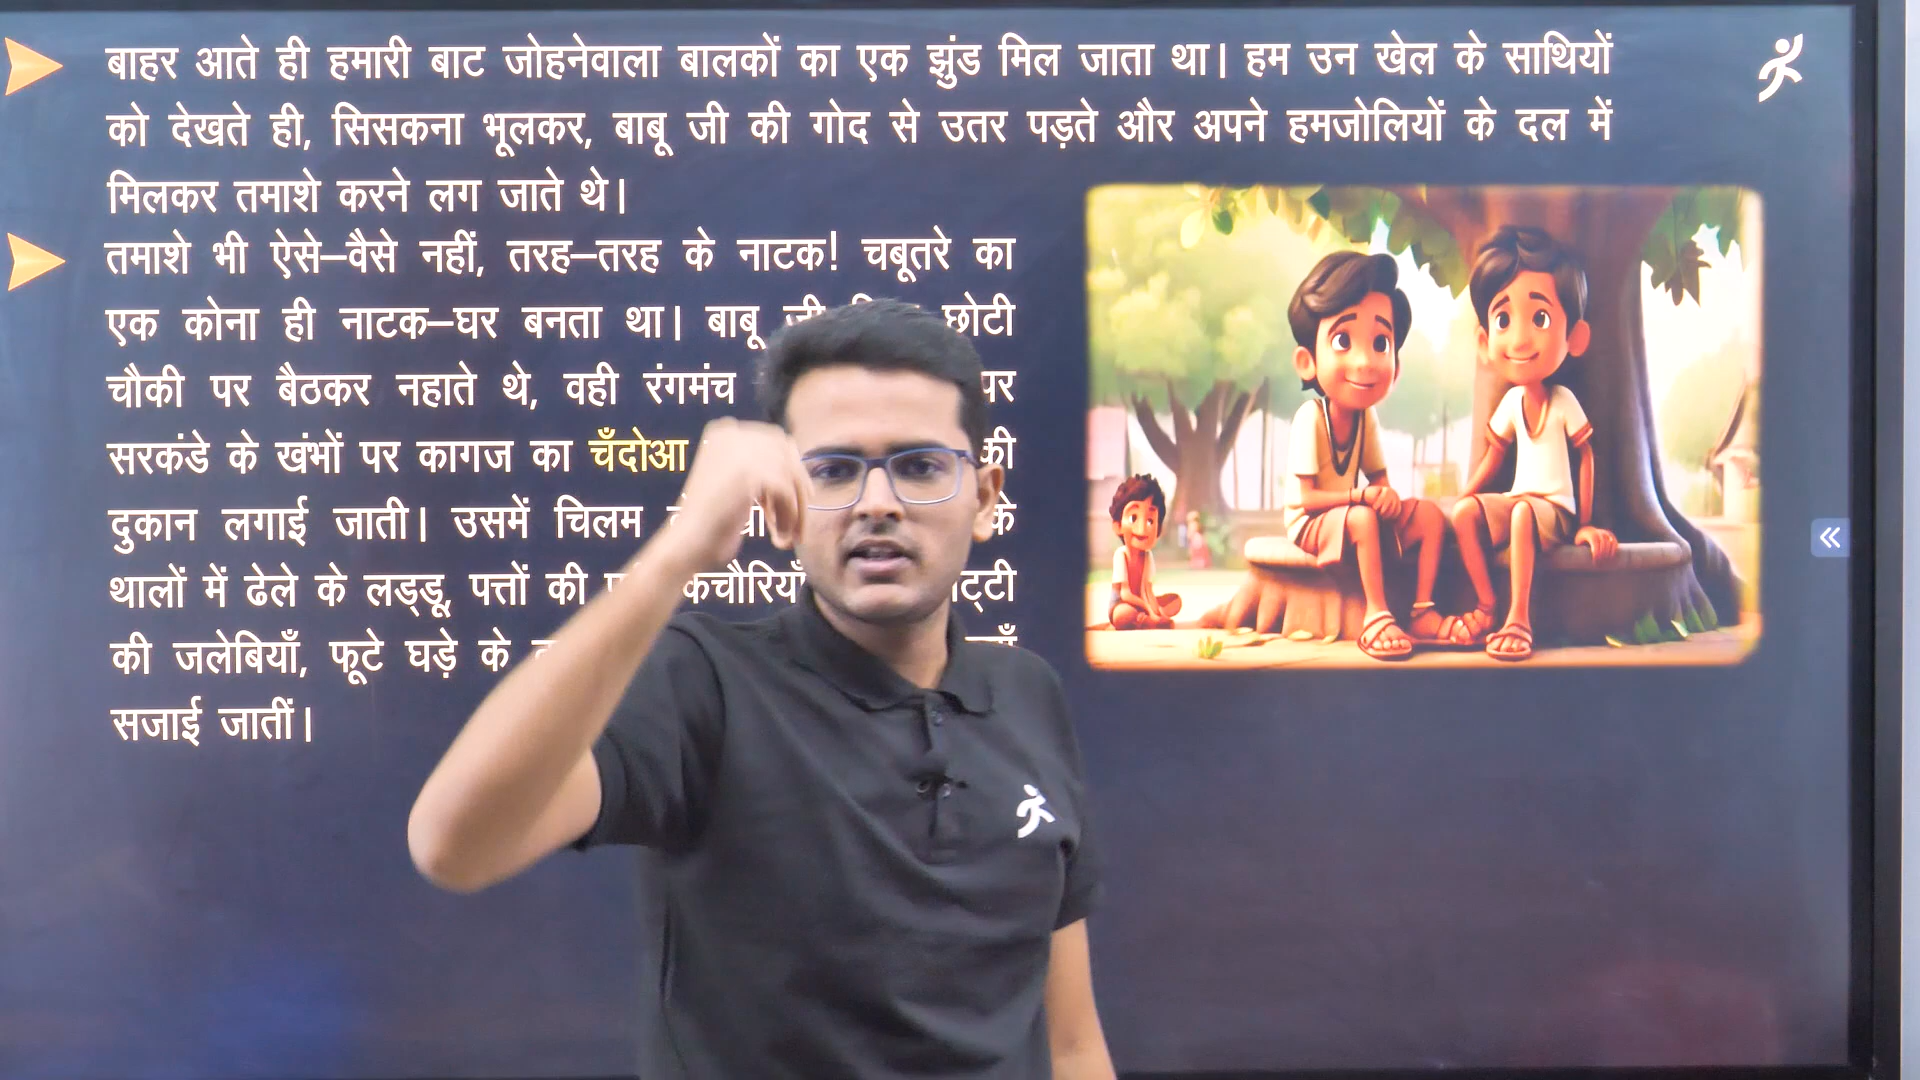 बाहर आते ही हमारी बाट जोहनेवाला बालकों का एक झुंड मिल जाता था। हम उन खेल के साथियों
को देखते ही, सिसकना भूलकर, बाबू जी की गोद से उतर पड़ते और अपने हमजोलियों के दल में
मिलकर तमाशे करने लग जाते थे।
तमाशे भी ऐसे–वैसे नहीं, तरह–तरह के नाटक! चबूतरे का
एक कोना ही नाटक–घर बनता था। बाबू जी छोटी
चौकी पर बैठकर नहाते थे, वही रंगमंच पर
सरकंडे के खंभों पर कागज का चँदोआ की
दुकान लगाई जाती। उसमें चिलम के
थालों में ढेले के लड्डू, पत्तों की कचौरियाँ
की जलेबियाँ, फूटे घड़े के
सजाई जातीं।